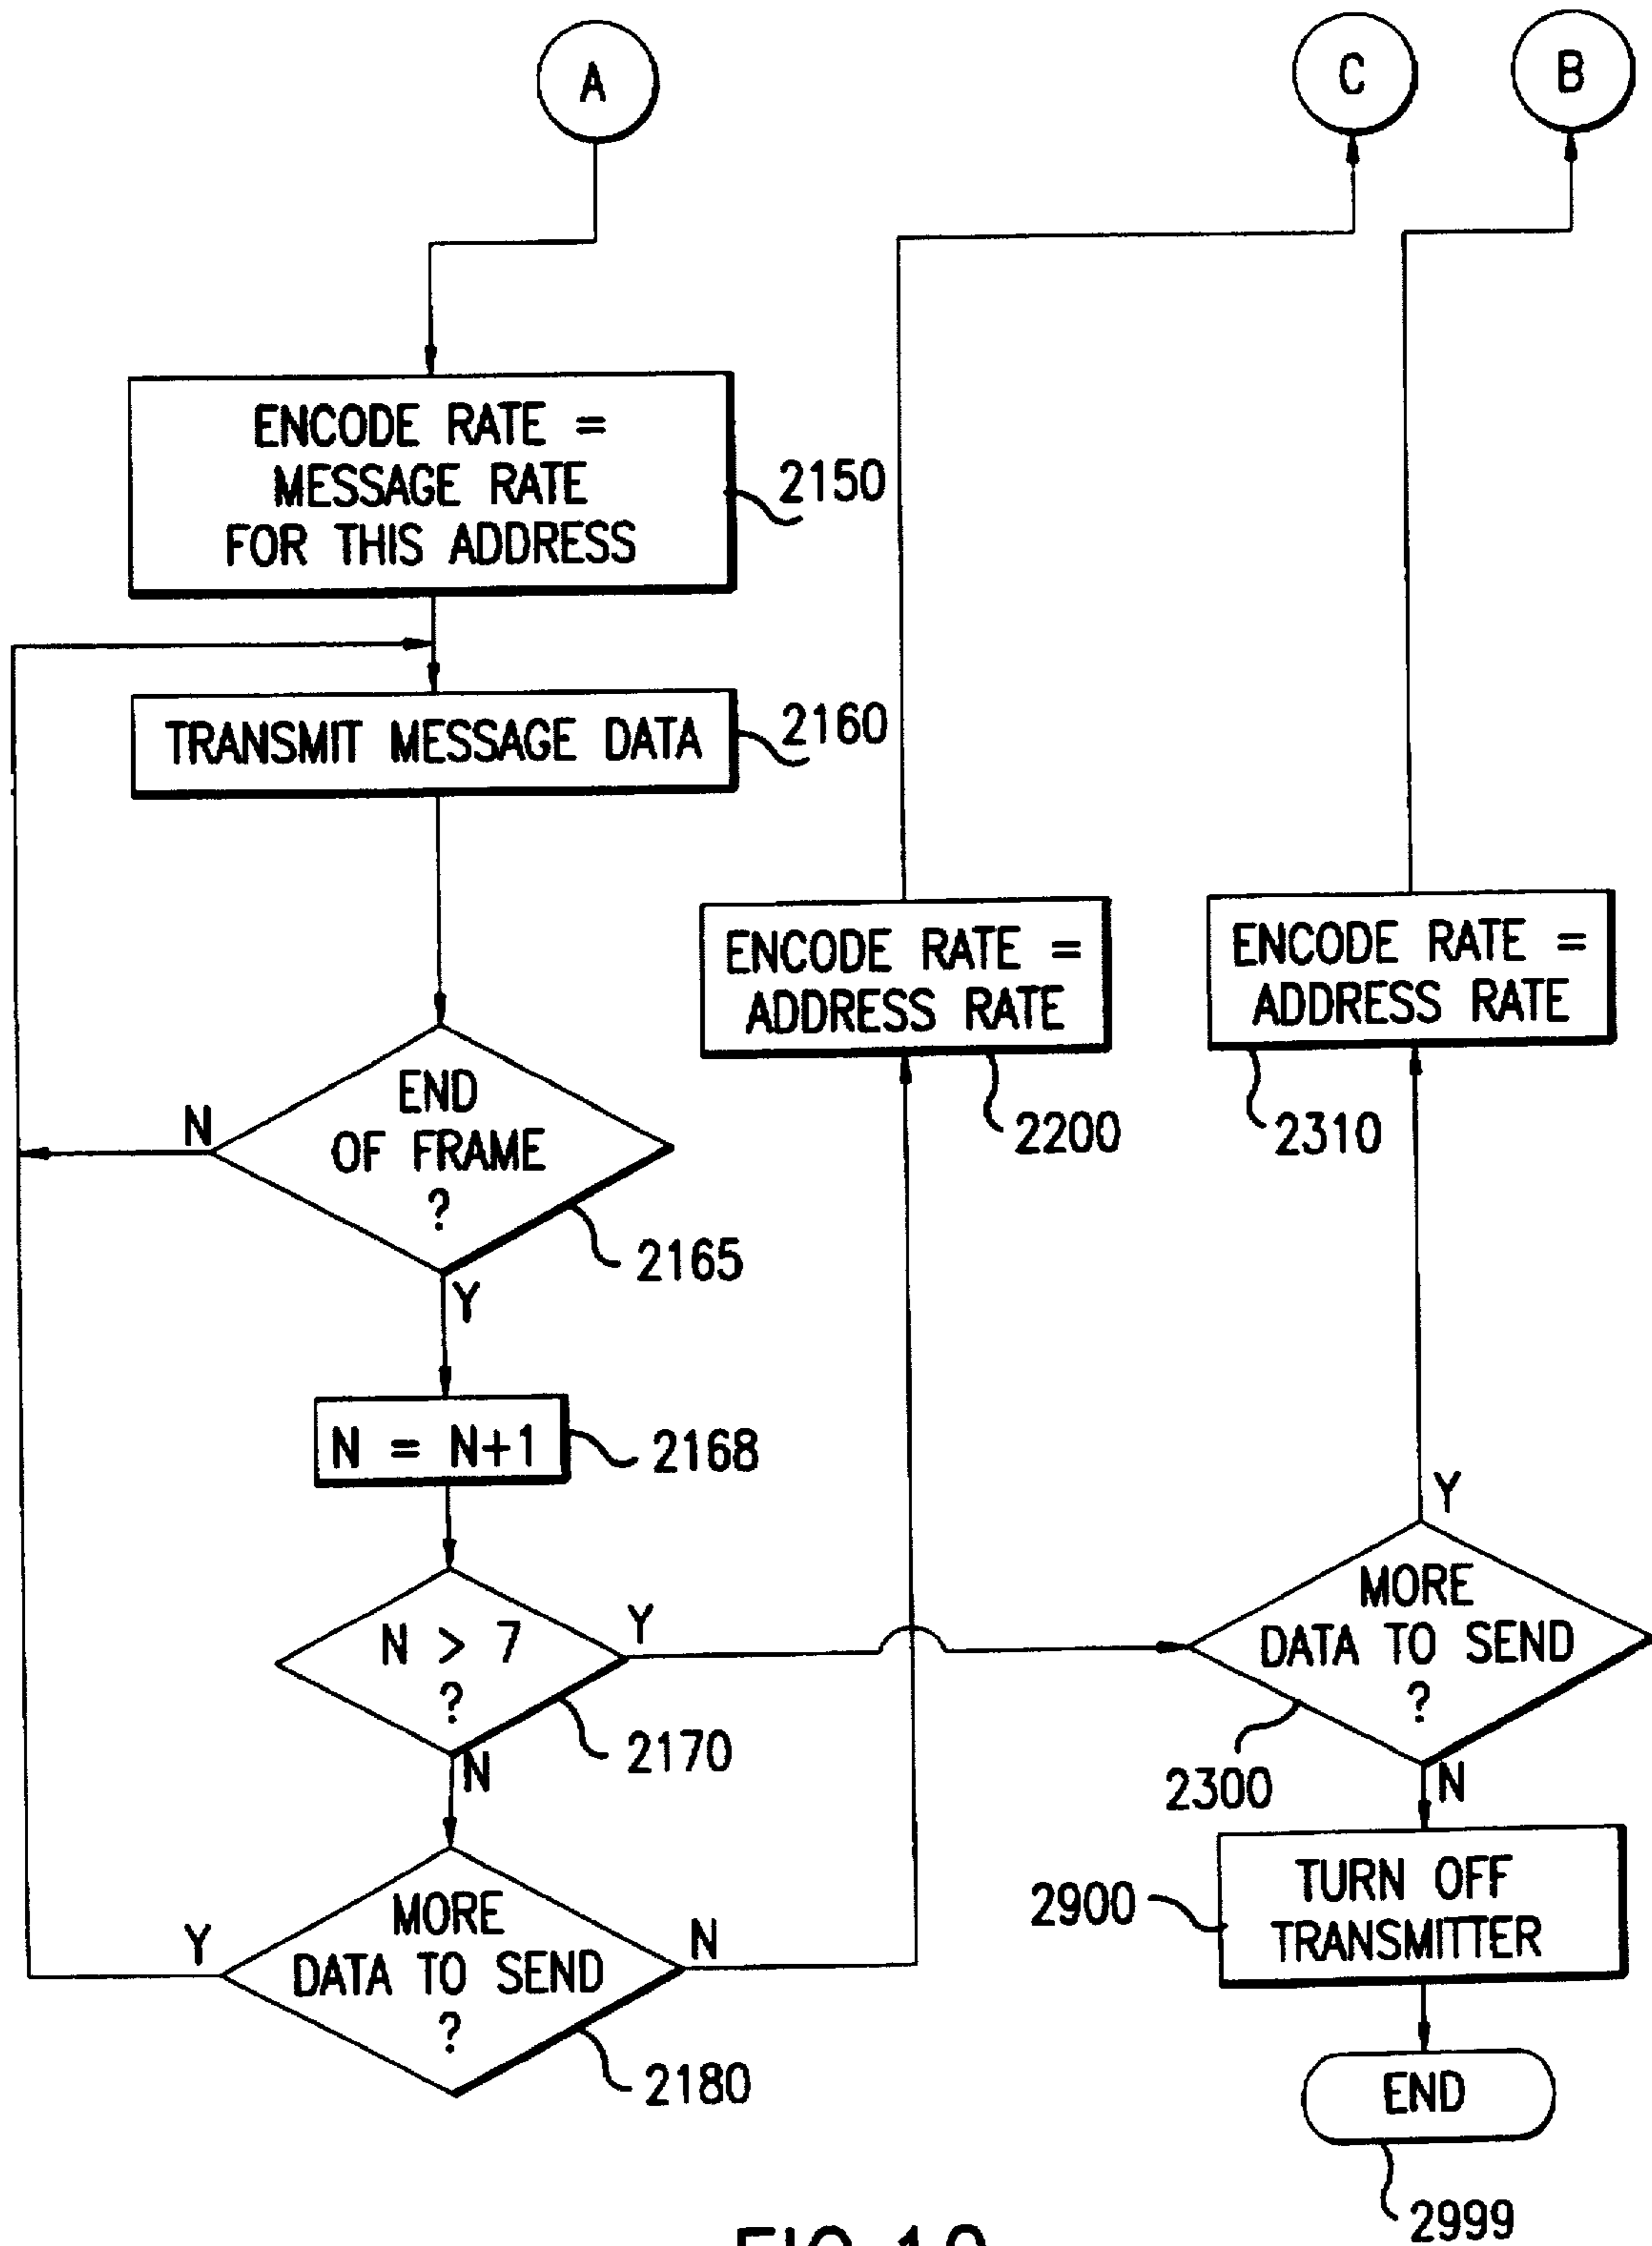 A
C
B
ENCODE RATE =
MESSAGE RATE
FOR THIS ADDRESS
2150
TRANSMIT MESSAGE DATA
2160
ENCODE RATE =
ADDRESS RATE
2200
ENCODE RATE =
ADDRESS RATE
2310
END
OF FRAME
?
N
2165
Y
N = N+1
2168
N > 7
?
Y
2170
N
MORE
DATA TO SEND
?
Y
N
2180
Y
MORE
DATA TO SEND
?
2300
N
TURN OFF
TRANSMITTER
2900
END
2999